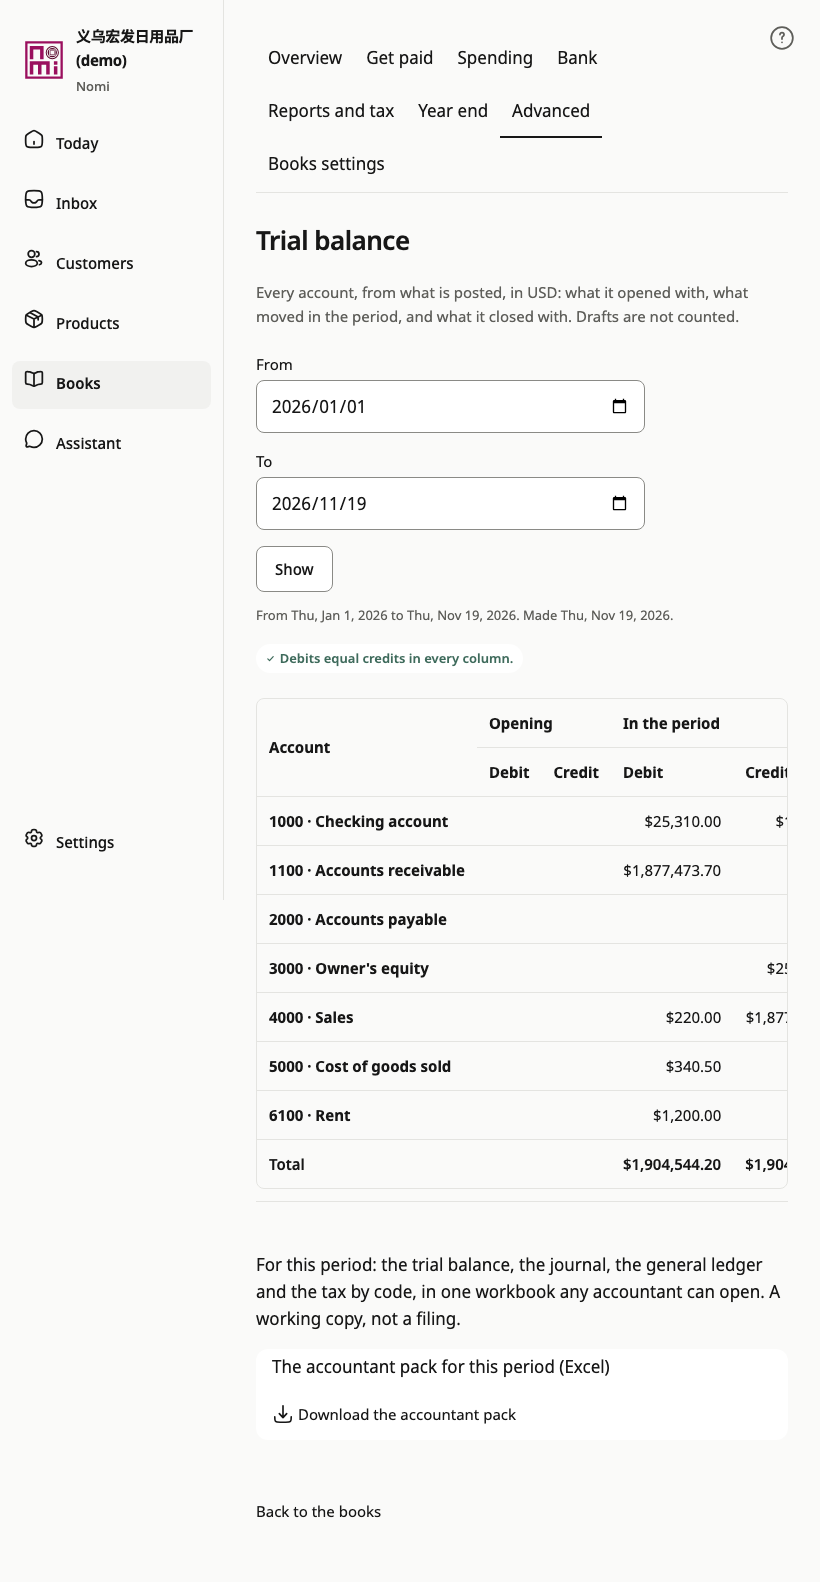 义乌宏发日用品厂
(demo)
Nomi
Today
Inbox
Customers
Products
Books
Assistant
Settings
Overview Get paid Spending Bank
Reports and tax Year end Advanced
Books settings
Trial balance
Every account, from what is posted, in USD: what it opened with, what
moved in the period, and what it closed with. Drafts are not counted.
From
2026/01/01
To
2026/11/19
Show
From Thu, Jan 1, 2026 to Thu, Nov 19, 2026. Made Thu, Nov 19, 2026.
Debits equal credits in every column.
Account Opening In the period
Debit Credit Debit Credit
1000 · Checking account $25,310.00
1100 · Accounts receivable $1,877,473.70
2000 · Accounts payable
3000 · Owner's equity
4000 · Sales $220.00
5000 · Cost of goods sold $340.50
6100 · Rent $1,200.00
Total $1,904,544.20
For this period: the trial balance, the journal, the general ledger
and the tax by code, in one workbook any accountant can open. A
working copy, not a filing.
The accountant pack for this period (Excel)
Download the accountant pack
Back to the books